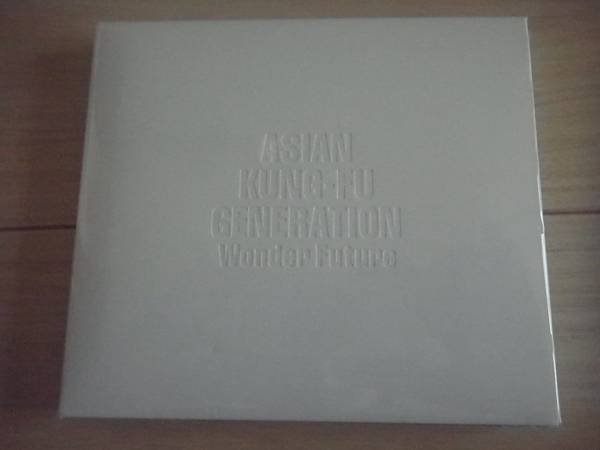 ASIAN
KUNG-FU
GENERATION
Wonder Future